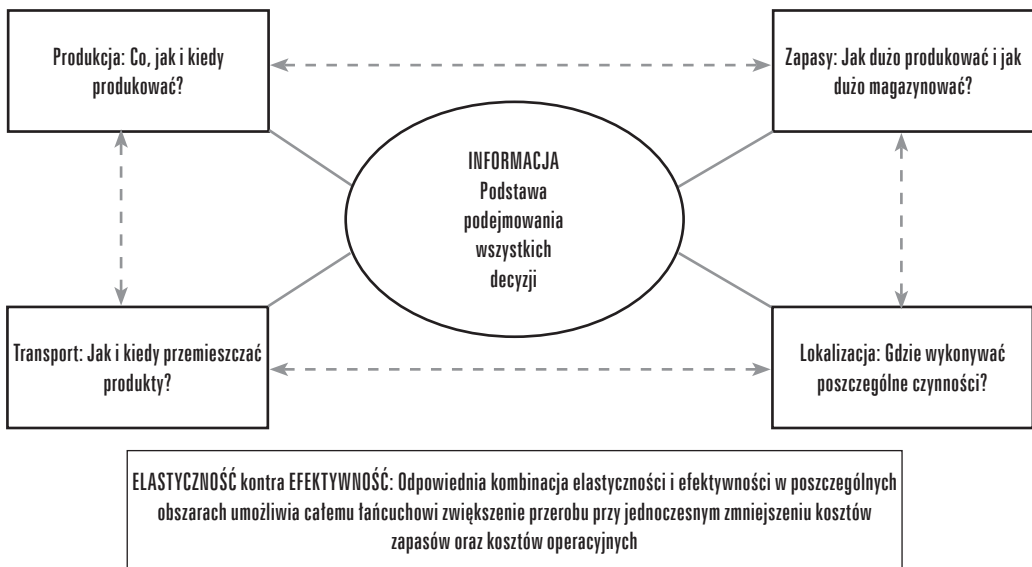 Produkcja: Co, jak i kiedy
produkować?
Zapasy: Jak dużo produkować i jak
dużo magazynować?
INFORMACJA
Podstawa
podejmowania
wszystkich
decyzji
Transport: Jak i kiedy przemieszczać
produkty?
Lokalizacja: Gdzie wykonywać
poszczególne czynności?
ELASTYCZNOŚĆ kontra EFEKTYWNOŚĆ: Odpowiednia kombinacja elastyczności i efektywności w poszczególnych
obszarach umożliwia całemu łańcuchowi zwiększenie przerobu przy jednoczesnym zmniejszeniu kosztów
zapasów oraz kosztów operacyjnych